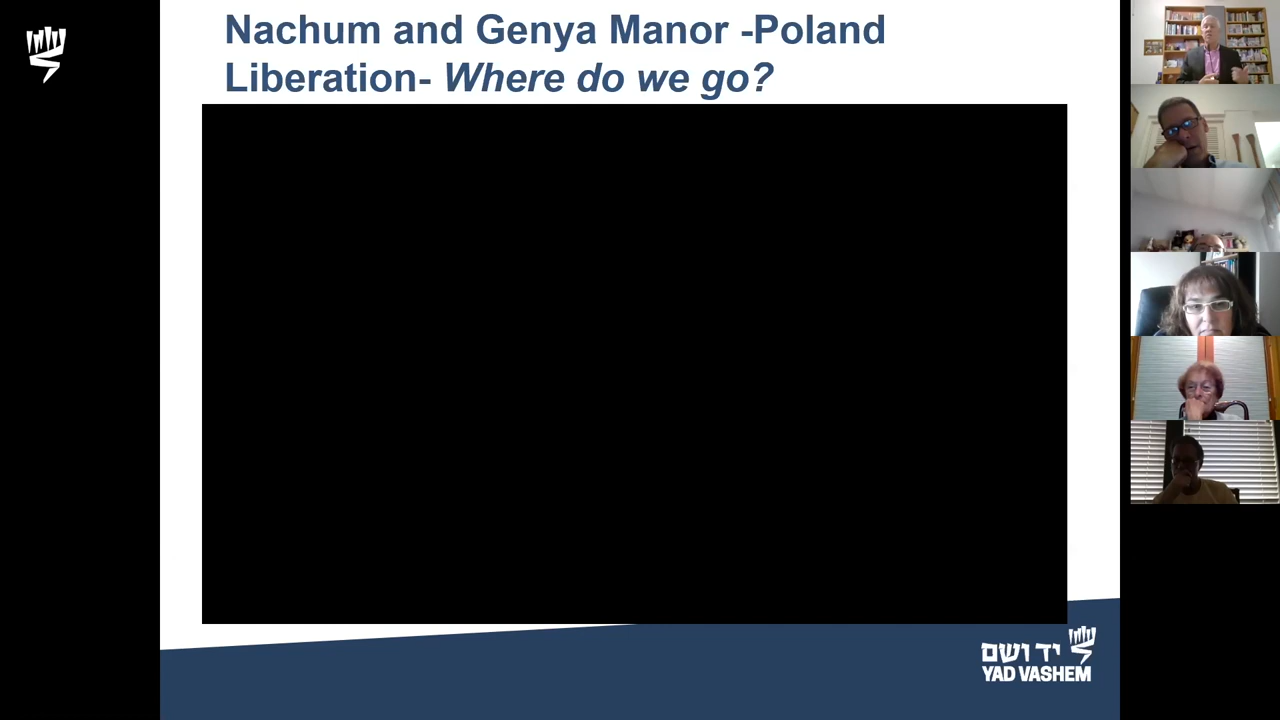 Nachum and Genya Manor -Poland
Liberation- Where do we go?
יד ושם
YAD VASHEM